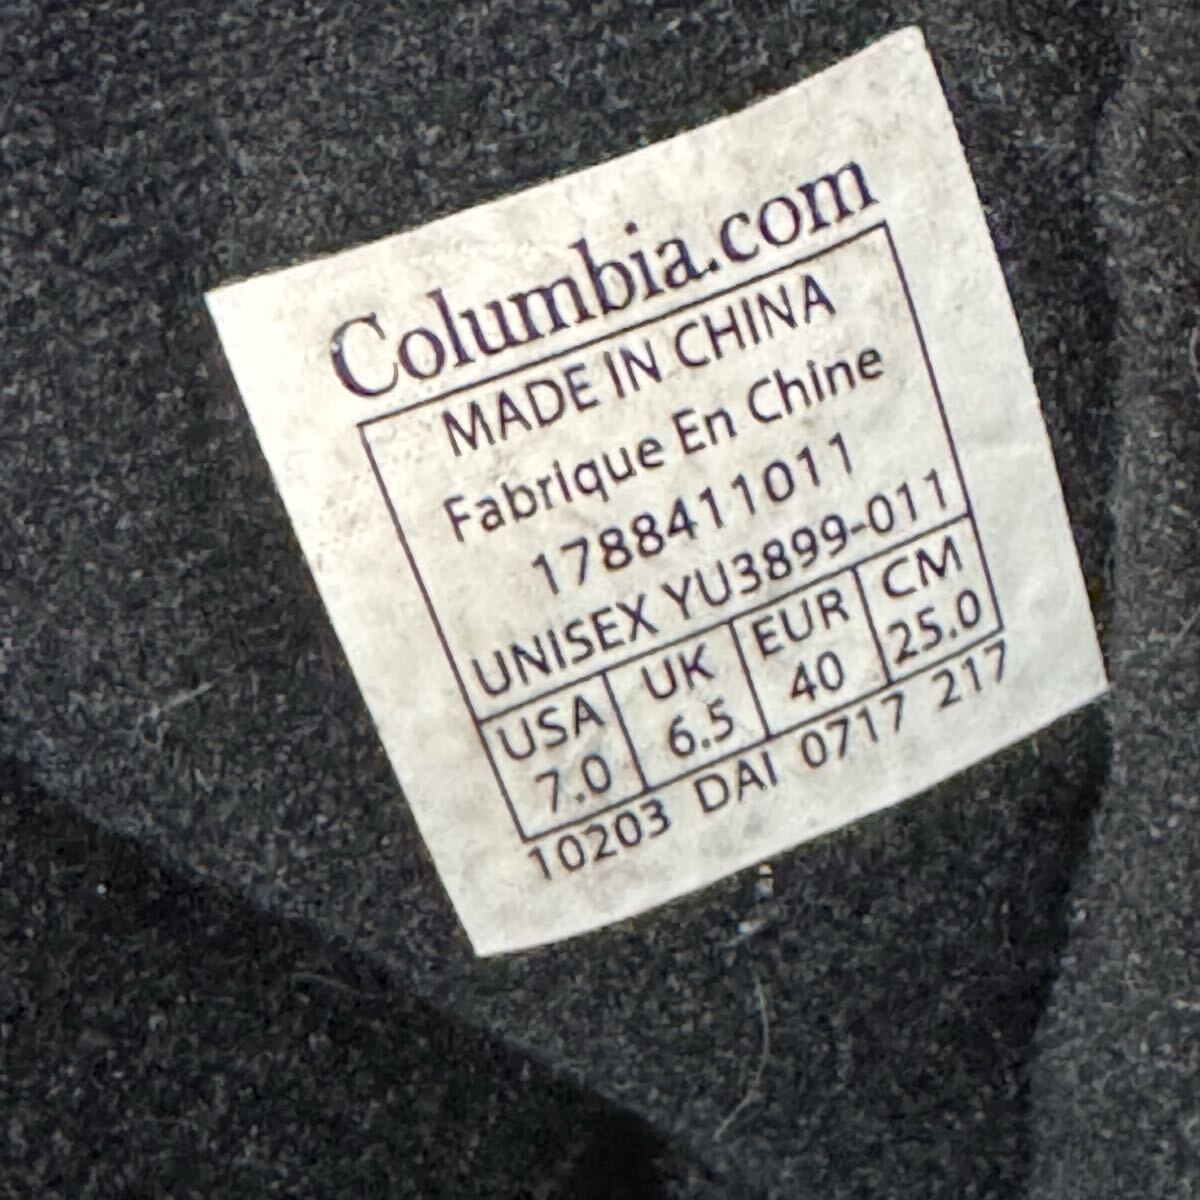 Columbia.com
MADE IN CHINA
Fabrique En Chine
1788411011
UNISEX YU3899-011
USA UK EUR CM
7.0 6.5 40 25.0
10203 DAI 0717 217